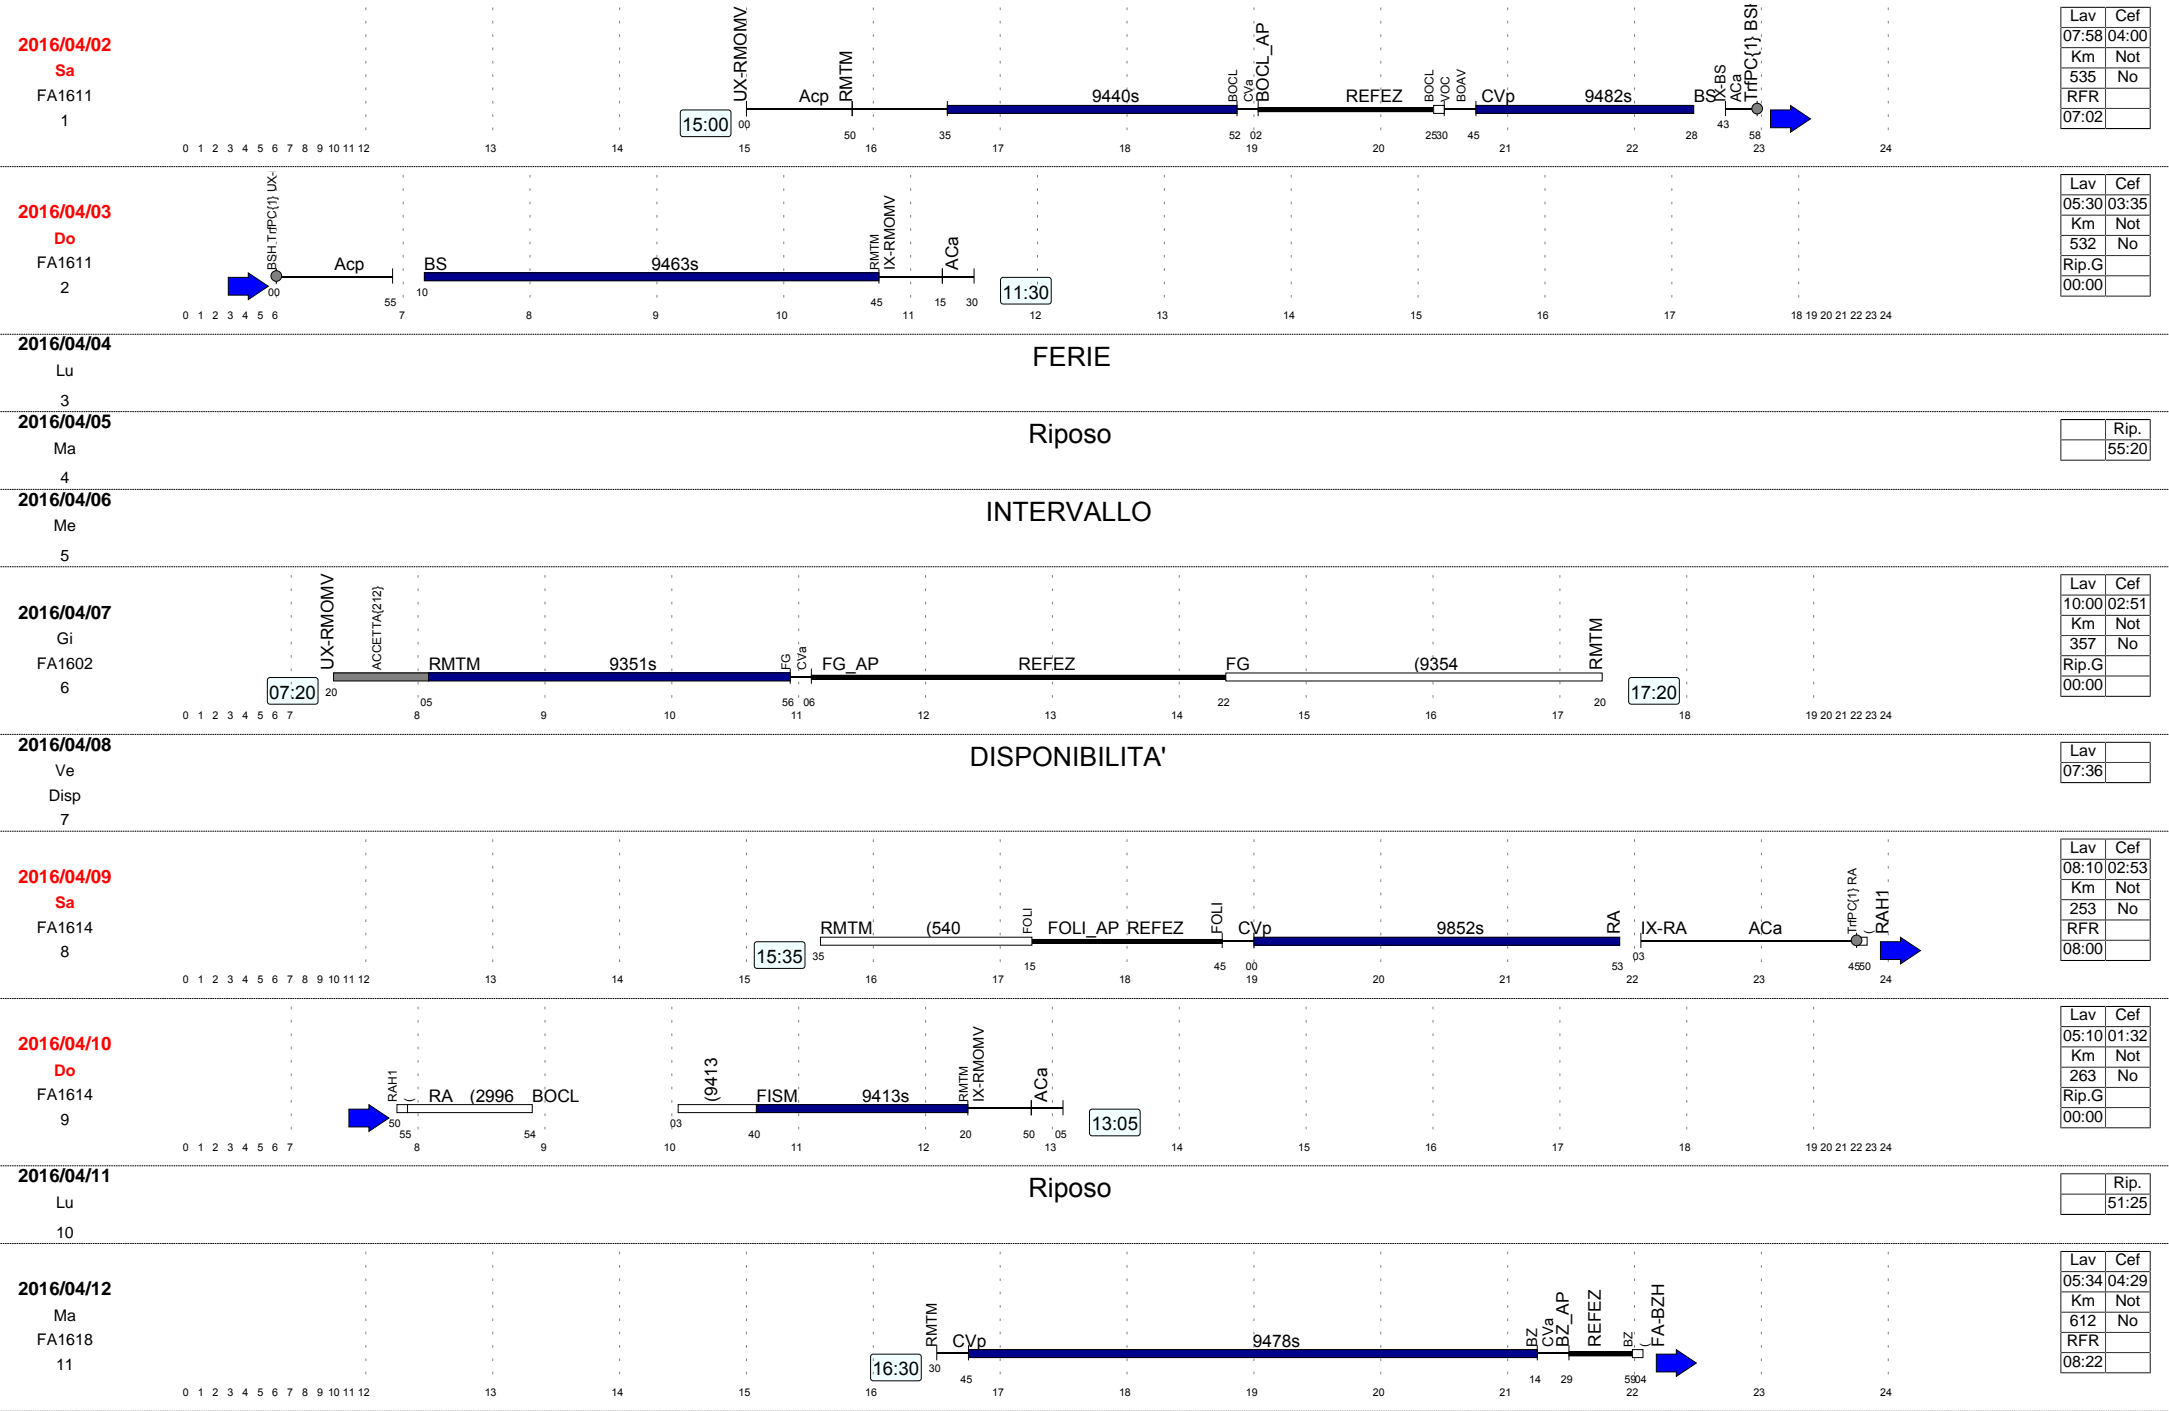 2016/04/02
Sa
FA1611
1
15:00
UX-RMOMV Acp RMTM 9440s BOCL CVa BOCL_AP REFEZ BOCL VOC BOAV CVp 9482s BS IX-BS ACa TrfPC{1} BSH
00 50 35 52 02 25 30 45 28 43 58
0 1 2 3 4 5 6 7 8 9 10 11 12 13 14 15 16 17 18 19 20 21 22 23 24
Lav Cef
07:58 04:00
Km Not
535 No
RFR
07:02
2016/04/03
Do
FA1611
2
BSH TrfPC{1} UX- Acp BS 9463s RMTM IX-RMOMV ACa
00 55 10 45 15 30
11:30
0 1 2 3 4 5 6 7 8 9 10 11 12 13 14 15 16 17 18 19 20 21 22 23 24
Lav Cef
05:30 03:35
Km Not
532 No
Rip.G
00:00
2016/04/04
Lu
3
FERIE
2016/04/05
Ma
4
Riposo
Rip.
55:20
2016/04/06
Me
5
INTERVALLO
2016/04/07
Gi
FA1602
6
07:20
UX-RMOMV ACCETTA{212} RMTM 9351s FG CVa FG_AP REFEZ FG (9354 RMTM
20 05 56 06 22 20
17:20
0 1 2 3 4 5 6 7 8 9 10 11 12 13 14 15 16 17 18 19 20 21 22 23 24
Lav Cef
10:00 02:51
Km Not
357 No
Rip.G
00:00
2016/04/08
Ve
Disp
7
DISPONIBILITA'
Lav
07:36
2016/04/09
Sa
FA1614
8
15:35
RMTM (540 FOLI FOLI_AP REFEZ FOLI CVp 9852s RA IX-RA ACa TrfPC{1} RA ( RAH1
35 15 45 00 53 03 45 50
0 1 2 3 4 5 6 7 8 9 10 11 12 13 14 15 16 17 18 19 20 21 22 23 24
Lav Cef
08:10 02:53
Km Not
253 No
RFR
08:00
2016/04/10
Do
FA1614
9
RAH1 ( RA (2996 BOCL (9413 FISM 9413s RMTM IX-RMOMV ACa
50 55 54 03 40 20 50 05
13:05
0 1 2 3 4 5 6 7 8 9 10 11 12 13 14 15 16 17 18 19 20 21 22 23 24
Lav Cef
05:10 01:32
Km Not
263 No
Rip.G
00:00
2016/04/11
Lu
10
Riposo
Rip.
51:25
2016/04/12
Ma
FA1618
11
16:30
RMTM CVp 9478s BZ CVa BZ_AP REFEZ BZ ( FA-BZH
30 45 14 29 59 04
0 1 2 3 4 5 6 7 8 9 10 11 12 13 14 15 16 17 18 19 20 21 22 23 24
Lav Cef
05:34 04:29
Km Not
612 No
RFR
08:22